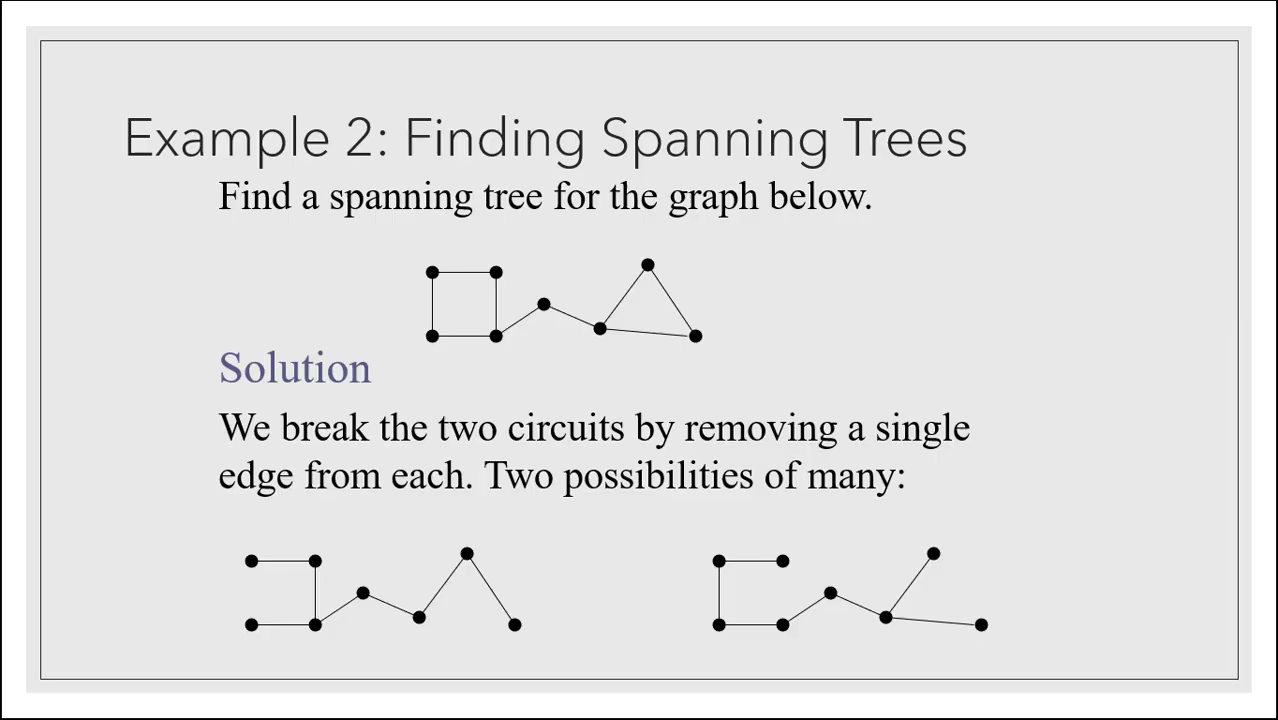 Example 2: Finding Spanning Trees
Find a spanning tree for the graph below.
Solution
We break the two circuits by removing a single
edge from each. Two possibilities of many: